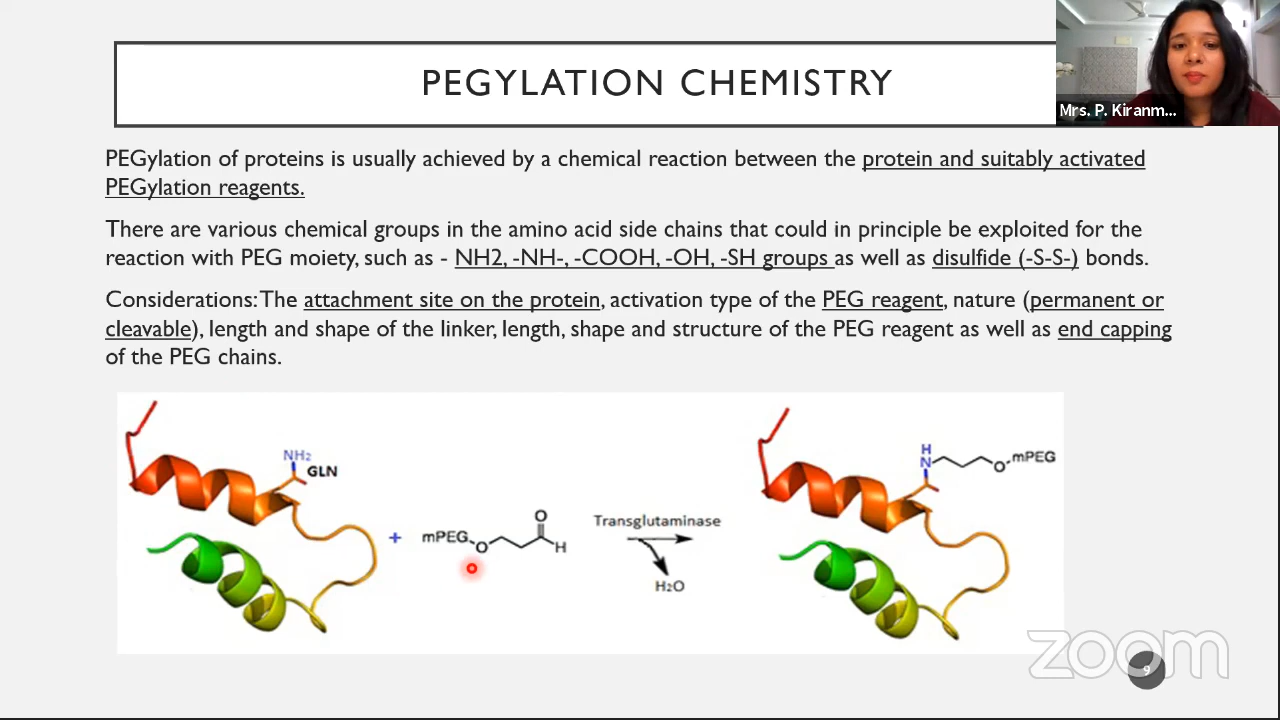 PEGYLATION CHEMISTRY
Mrs. P. Kiranm...
PEGylation of proteins is usually achieved by a chemical reaction between the protein and suitably activated
PEGylation reagents.
There are various chemical groups in the amino acid side chains that could in principle be exploited for the
reaction with PEG moiety, such as - NH2, -NH-, -COOH, -OH, -SH groups as well as disulfide (-S-S-) bonds.
Considerations: The attachment site on the protein, activation type of the PEG reagent, nature (permanent or
cleavable), length and shape of the linker, length, shape and structure of the PEG reagent as well as end capping
of the PEG chains.
NH₂
GLN
+
mPEG
O
O
H
Transglutaminase
H₂O
H
N
O
mPEG
zoom
9